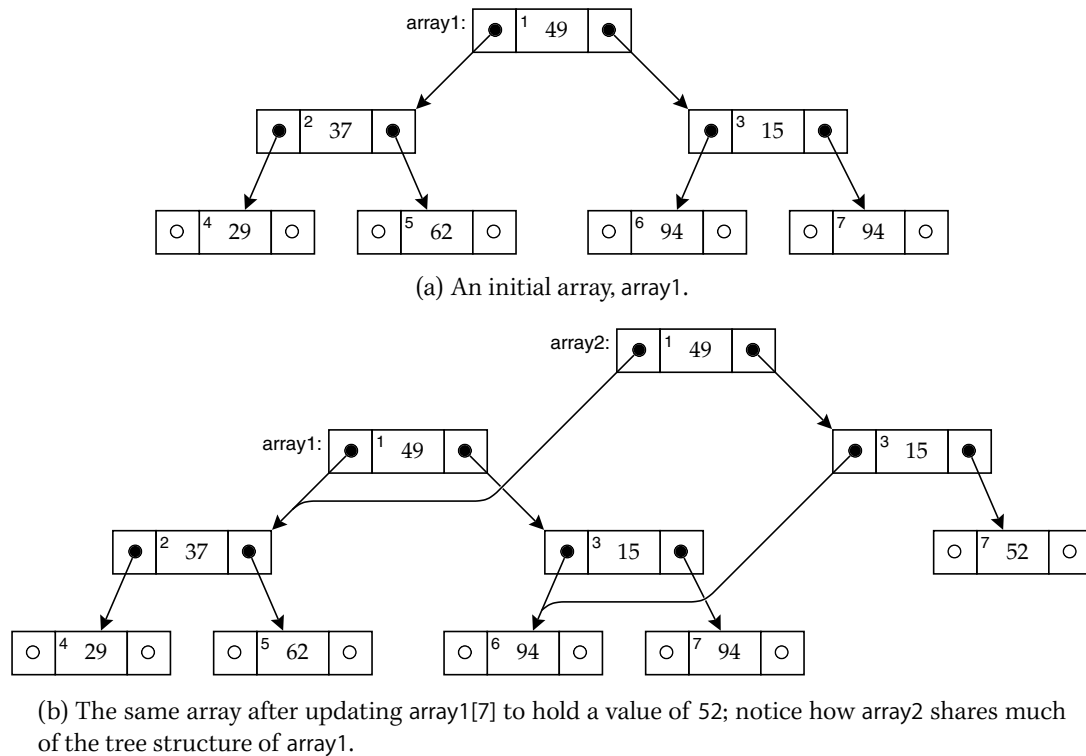 array1: 1 49
2 37 3 15
4 29 5 62 6 94 7 94
(a) An initial array, array1.
array2: 1 49
array1: 1 49 3 15
2 37 3 15 7 52
4 29 5 62 6 94 7 94
(b) The same array after updating array1[7] to hold a value of 52; notice how array2 shares much
of the tree structure of array1.